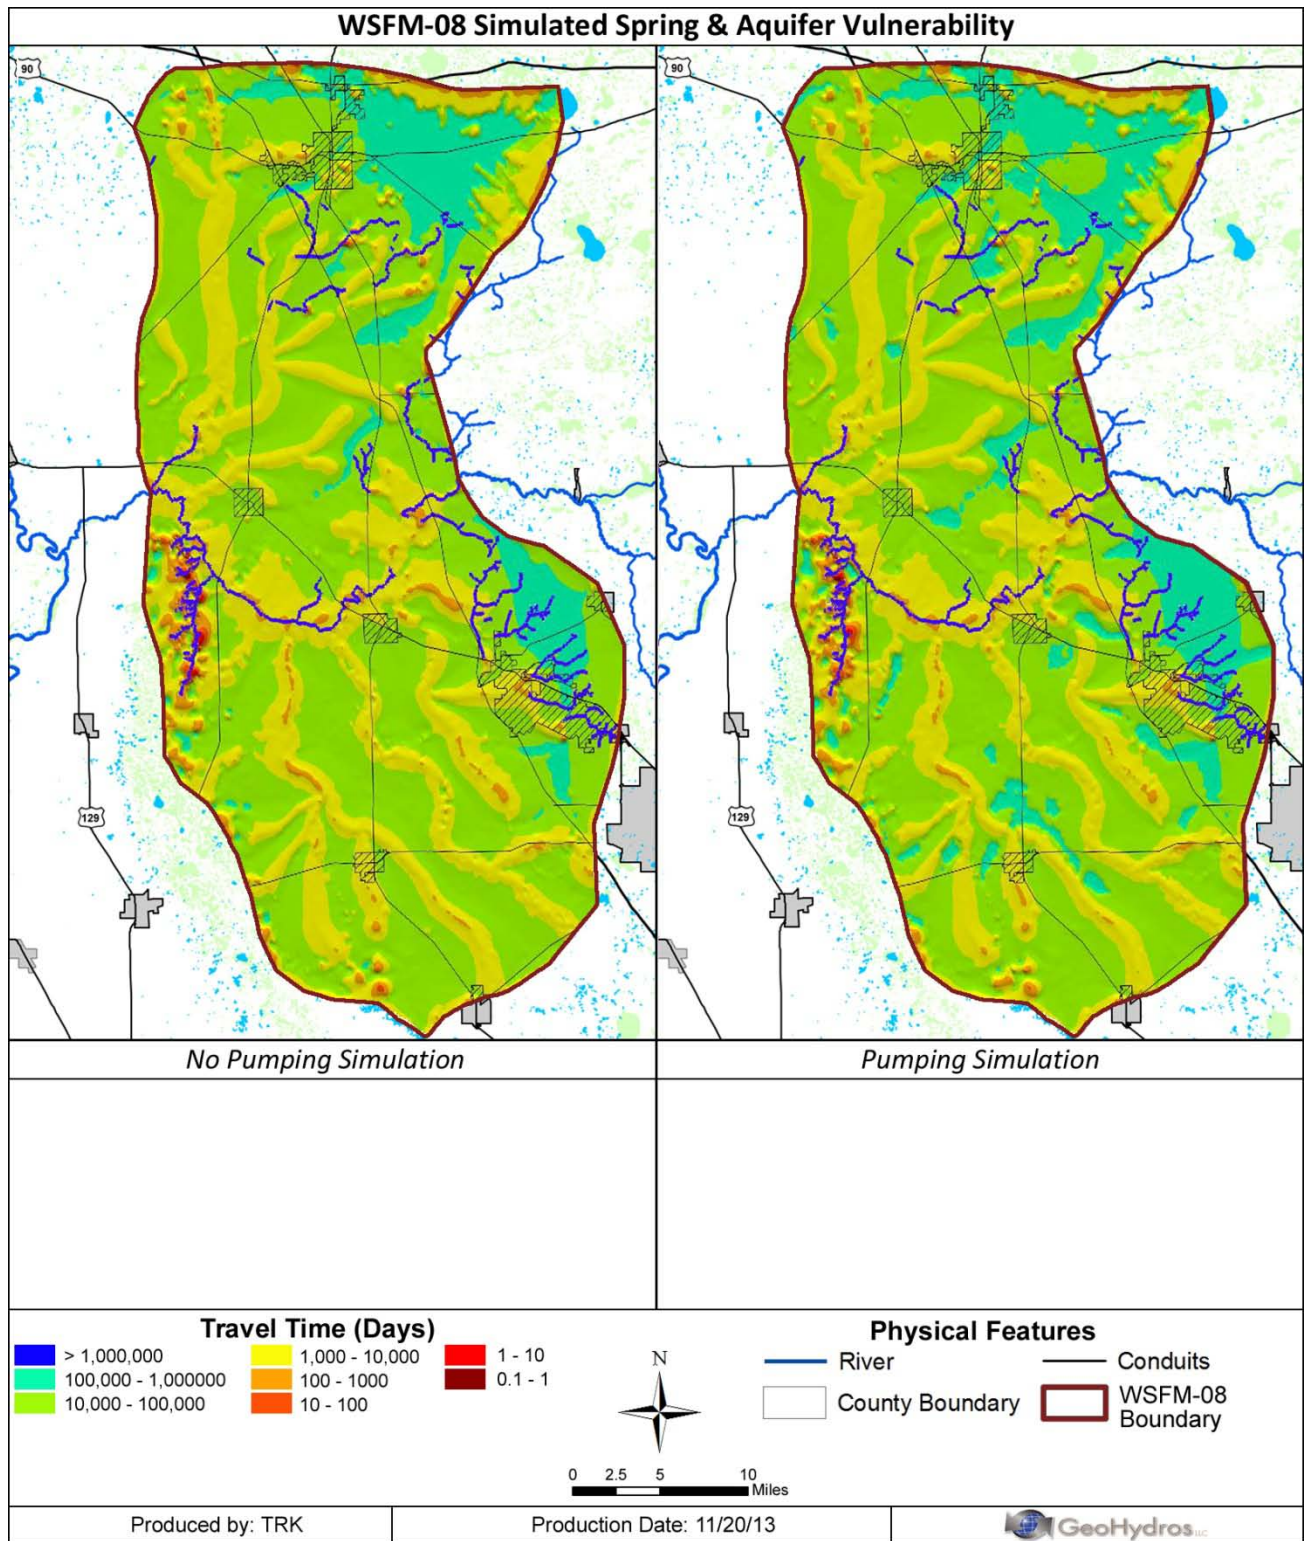 WSFM-08 Simulated Spring & Aquifer Vulnerability
90
90
129
129
No Pumping Simulation
Pumping Simulation
Travel Time (Days)
> 1,000,000
100,000 - 1,000000
10,000 - 100,000
1,000 - 10,000
100 - 1000
10 - 100
1 - 10
0.1 - 1
N
0 2.5 5 10
Miles
Physical Features
River
County Boundary
Conduits
WSFM-08
Boundary
Produced by: TRK
Production Date: 11/20/13
GeoHydros LLC